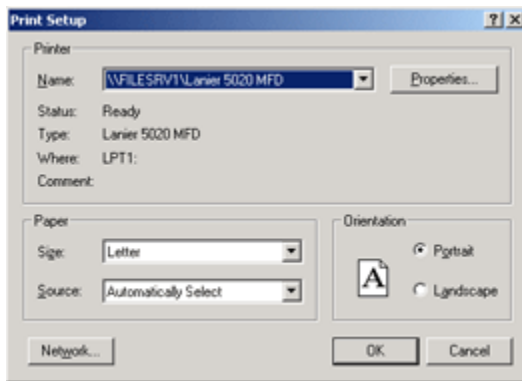 Print Setup
Printer
Name: \\FILESRV1\Lanier 5020 MFD
Properties...
Status: Ready
Type: Lanier 5020 MFD
Where: LPT1:
Comment:
Paper
Size: Letter
Source: Automatically Select
Orientation
A
Portrait
Landscape
Network...
OK
Cancel